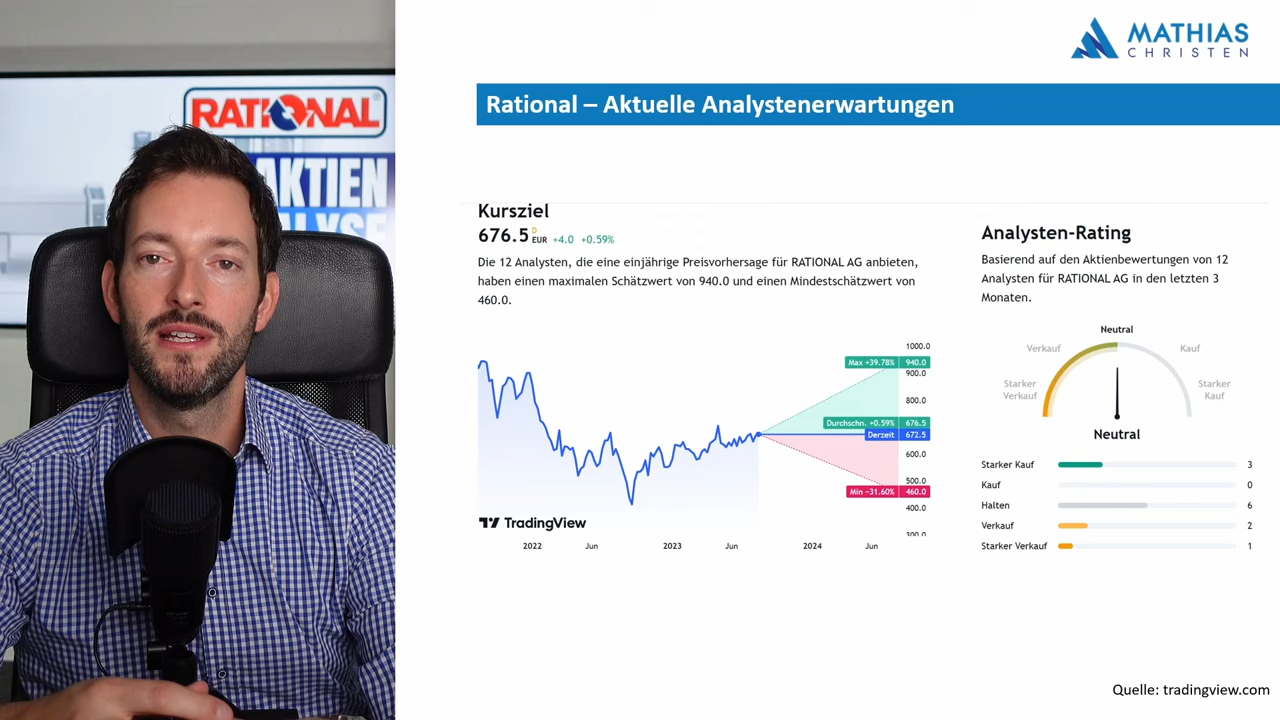 RATIONAL
AKTIEN
MATHIAS
CHRISTEN
Rational – Aktuelle Analystenerwartungen
Kursziel
676.5 D EUR +4.0 +0.59%
Die 12 Analysten, die eine einjährige Preisvorhersage für RATIONAL AG anbieten,
haben einen maximalen Schätzwert von 940.0 und einen Mindestschätzwert von
460.0.
1000.0
Max +39.78% 940.0
900.0
800.0
Durchschn. +0.59% 676.5
Derzeit 672.5
600.0
500.0
Min −31.60% 460.0
400.0
300.0
TradingView
2022 Jun 2023 Jun 2024 Jun
Analysten-Rating
Basierend auf den Aktienbewertungen von 12
Analysten für RATIONAL AG in den letzten 3
Monaten.
Neutral
Verkauf Kauf
Starker
Verkauf
Starker
Kauf
Neutral
Starker Kauf 3
Kauf 0
Halten 6
Verkauf 2
Starker Verkauf 1
Quelle: tradingview.com